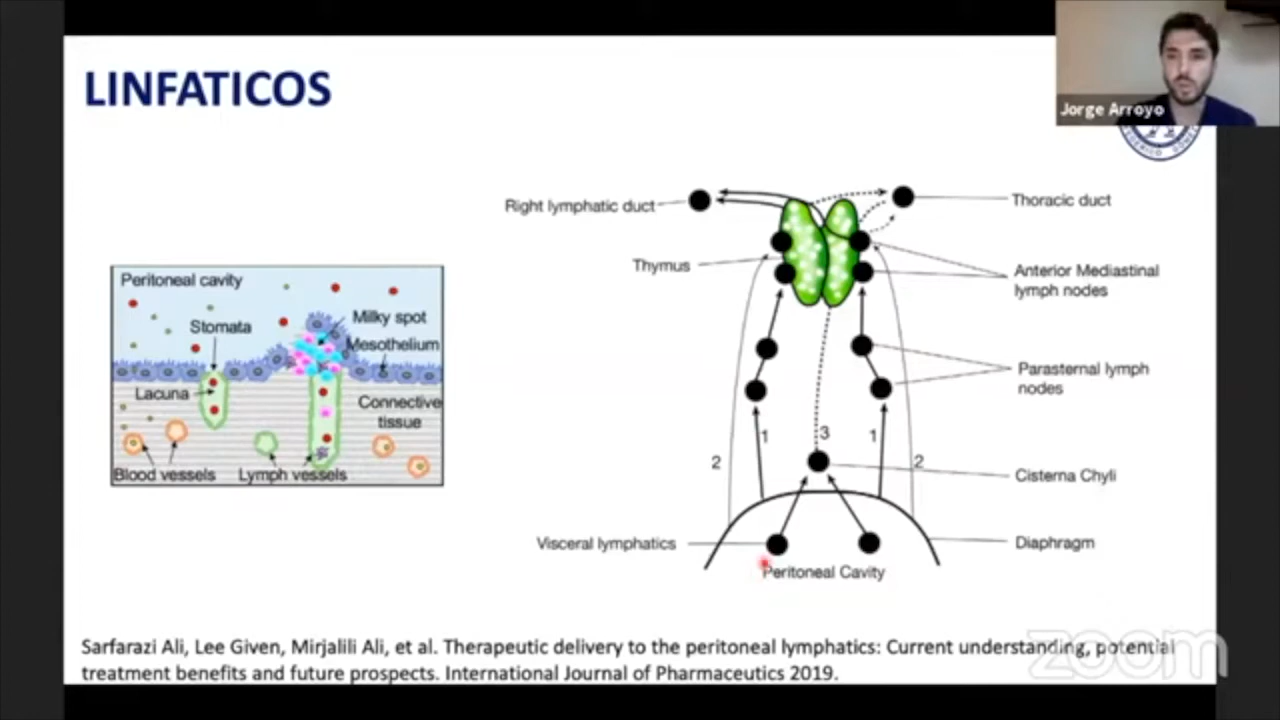 LINFATICOS
Jorge Arroyo
Peritoneal cavity
Stomata
Milky spot
Mesothelium
Lacuna
Connective
tissue
Blood vessels
Lymph vessels
Right lymphatic duct
Thoracic duct
Thymus
Anterior Mediastinal
lymph nodes
Parasternal lymph
nodes
1
3
1
2
2
Cisterna Chyli
Visceral lymphatics
Diaphragm
Peritoneal Cavity
Sarfarazi Ali, Lee Given, Mirjalili Ali, et al. Therapeutic delivery to the peritoneal lymphatics: Current understanding, potential
treatment benefits and future prospects. International Journal of Pharmaceutics 2019.
zoom